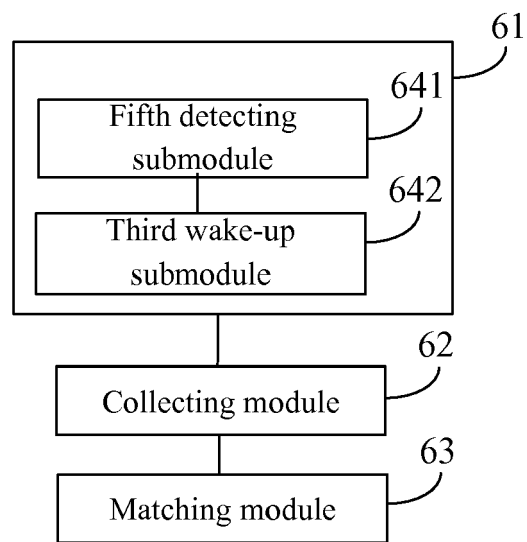 61
641
Fifth detecting
submodule
642
Third wake-up
submodule
62
Collecting module
63
Matching module